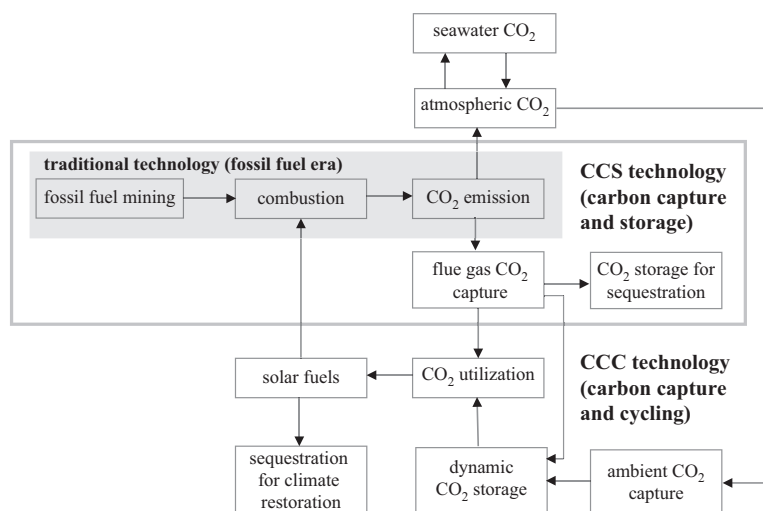 seawater CO₂
atmospheric CO₂
traditional technology (fossil fuel era)
fossil fuel mining
combustion
CO₂ emission
CCS technology
(carbon capture
and storage)
flue gas CO₂
capture
CO₂ storage for
sequestration
solar fuels
CO₂ utilization
CCC technology
(carbon capture
and cycling)
sequestration
for climate
restoration
dynamic
CO₂ storage
ambient CO₂
capture